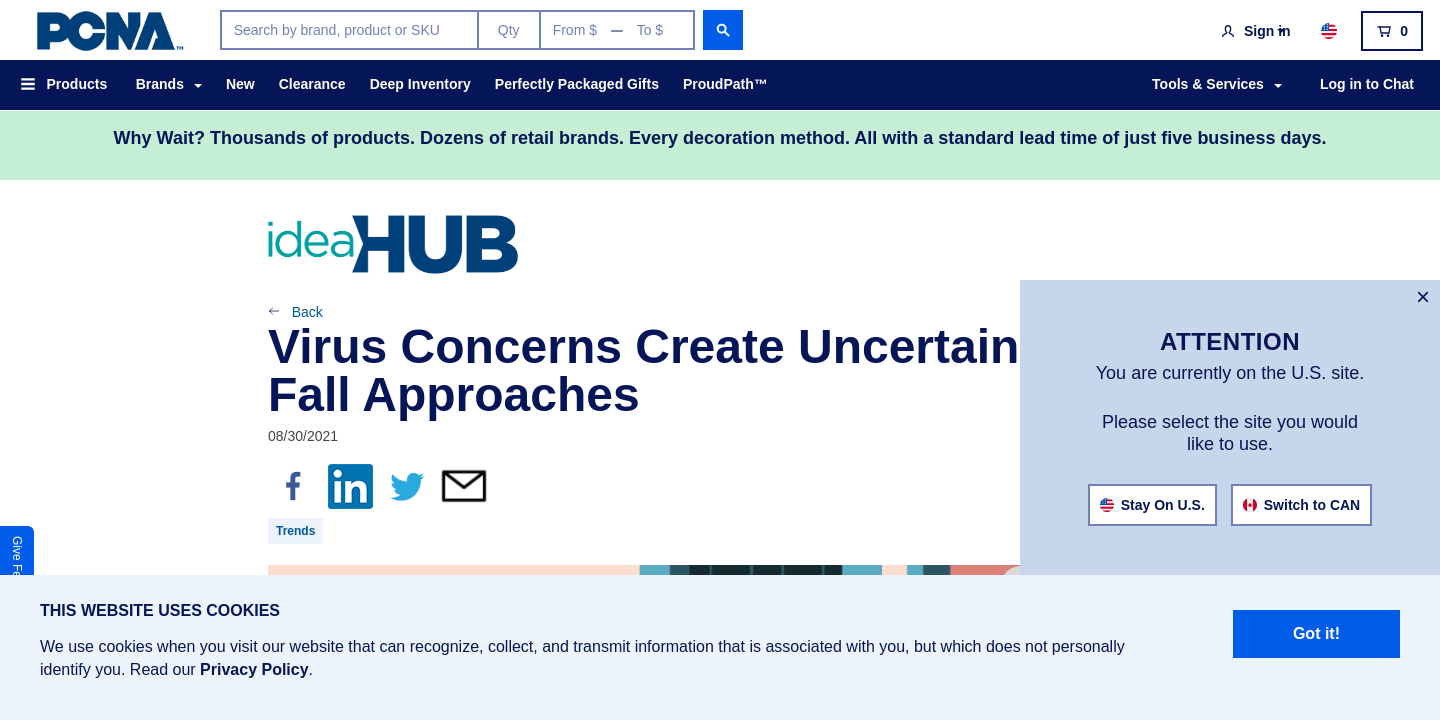 PCNA™
Search by brand, product or SKU
Qty
From $ — To $
Sign in
0
Products
Brands
New
Clearance
Deep Inventory
Perfectly Packaged Gifts
ProudPath™
Tools & Services
Log in to Chat
Why Wait? Thousands of products. Dozens of retail brands. Every decoration method. All with a standard lead time of just five business days.
ideaHUB
Back
Virus Concerns Create Uncertain
Fall Approaches
08/30/2021
Trends
×
ATTENTION
You are currently on the U.S. site.
Please select the site you would
like to use.
Stay On U.S.
Switch to CAN
Give
THIS WEBSITE USES COOKIES
We use cookies when you visit our website that can recognize, collect, and transmit information that is associated with you, but which does not personally
identify you. Read our Privacy Policy.
Got it!